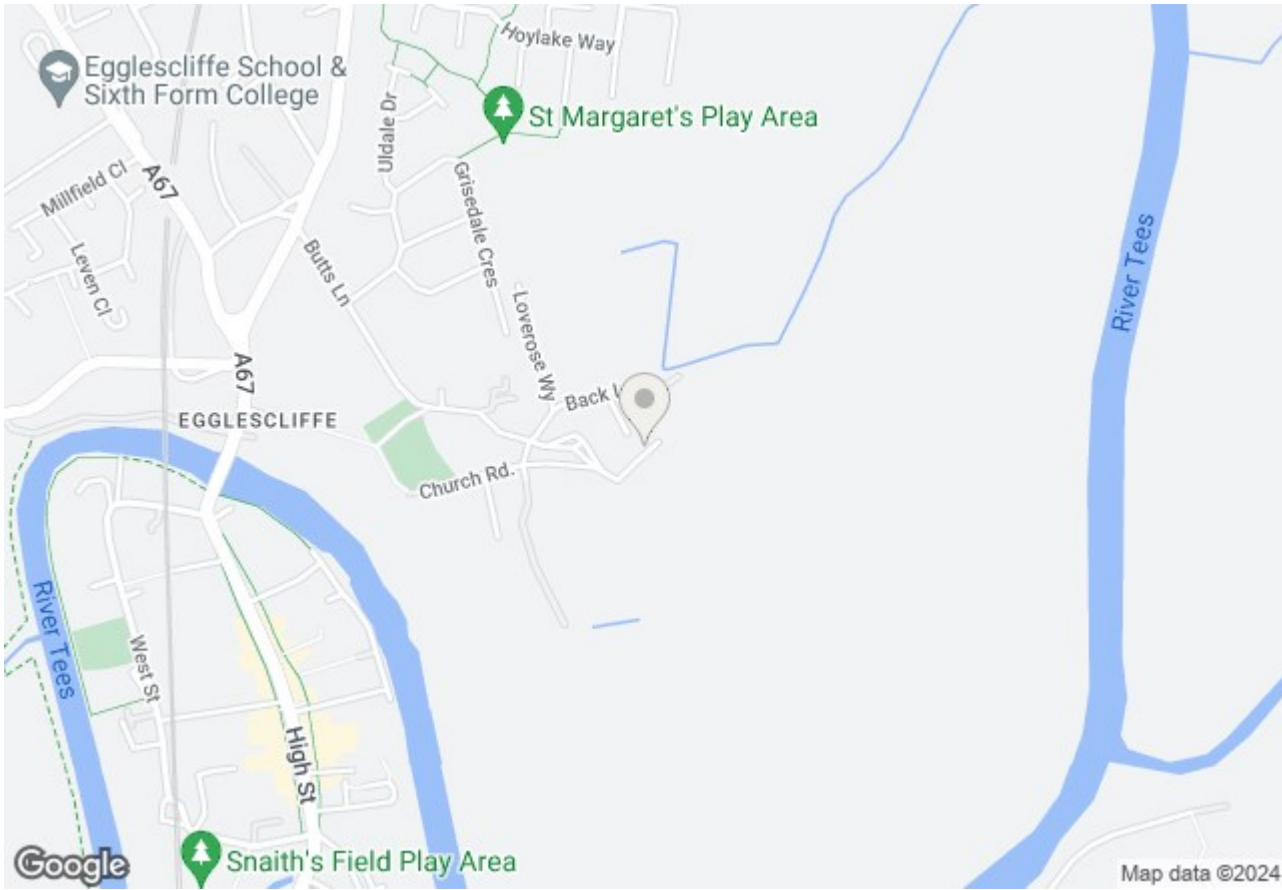 Hoylake Way
Egglescliffe School &
Sixth Form College
Uldale Dr
St Margaret's Play Area
A67
Millfield Cl
Grisedale Cres
Leven Cl
Butts Ln
River Tees
Loverose Wy
A67
Back
EGGLESCLIFFE
Church Rd.
River Tees
West St
High St
Snaith's Field Play Area
Google
Map data ©2024